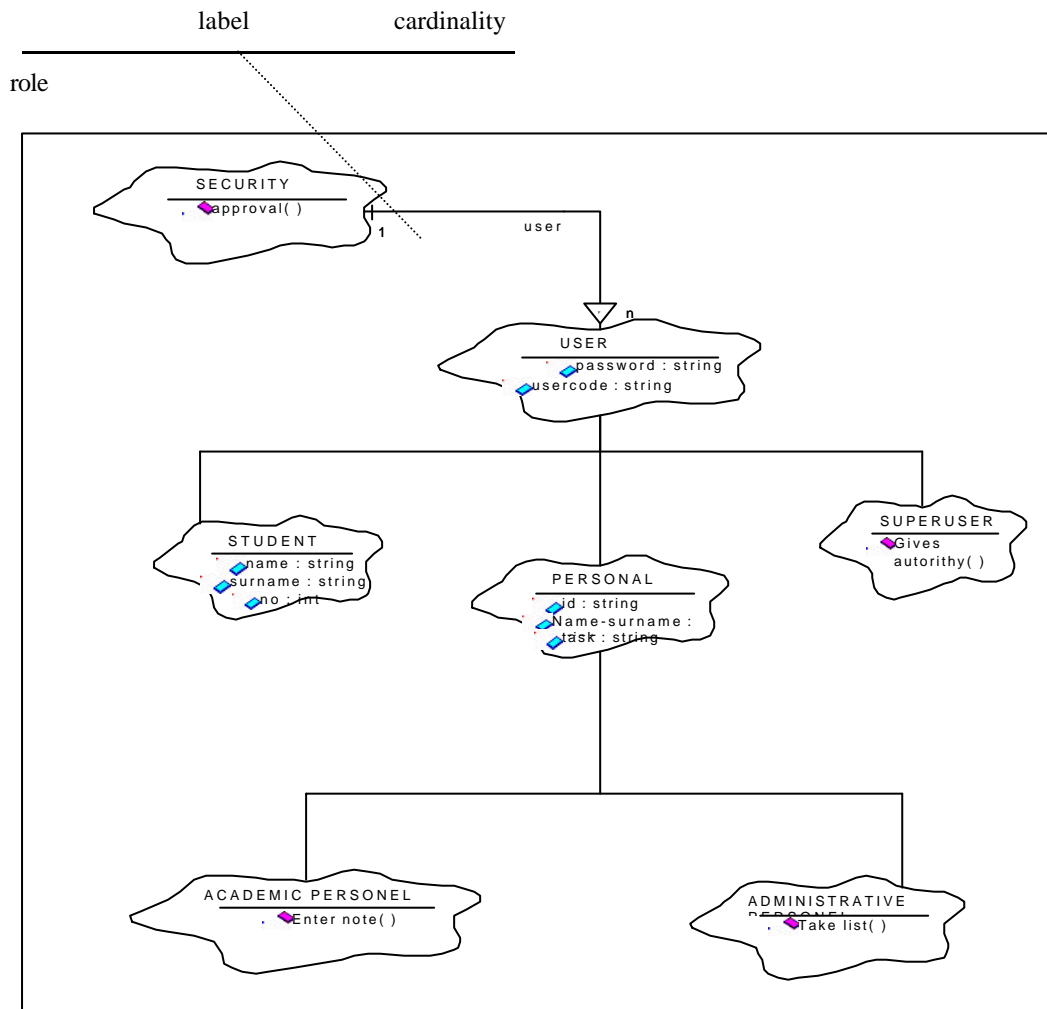 label cardinality
role
SECURITY
approval( )
1
user
n
USER
password : string
usercode : string
STUDENT
name : string
surname : string
no : int
PERSONAL
id : string
Name-surname :
task : string
SUPERUSER
Gives
autorithy( )
ACADEMIC PERSONEL
Enter note( )
ADMINISTRATIVE
PERSONEL
Take list( )